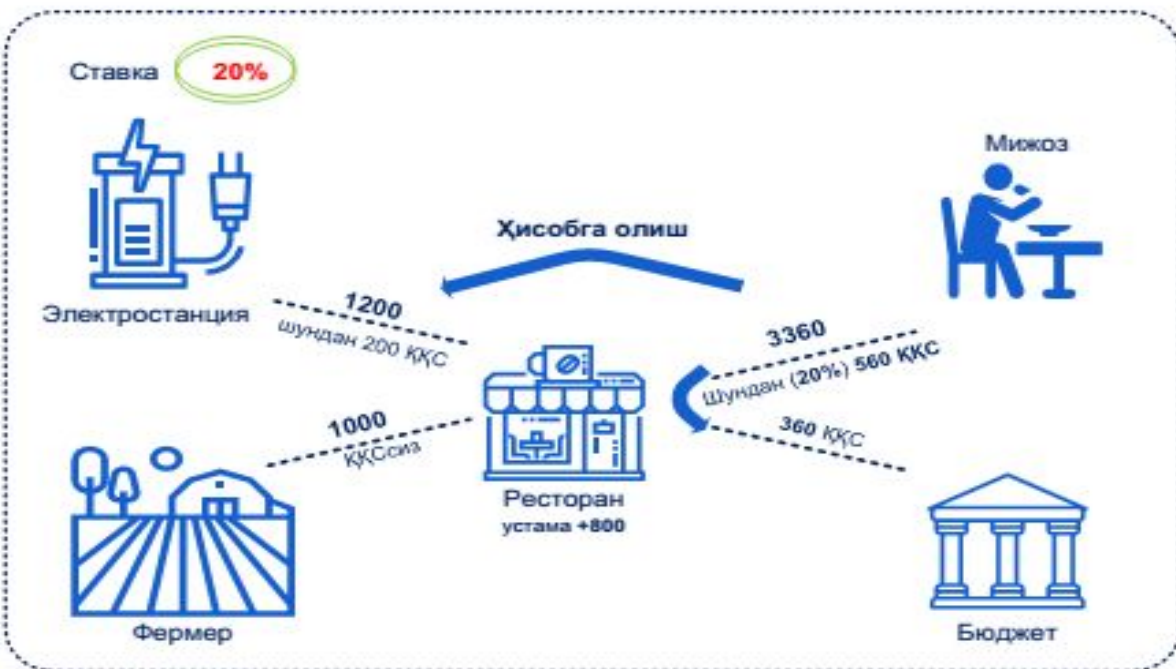 Ставка 20%
Мижоз
Ҳисобга олиш
Электростанция
1200
шундан 200 ҚҚС
3360
Шундан (20%) 560 ҚҚС
1000
ҚҚСсиз
360 ҚҚС
Ресторан
устама +800
Фермер
Бюджет